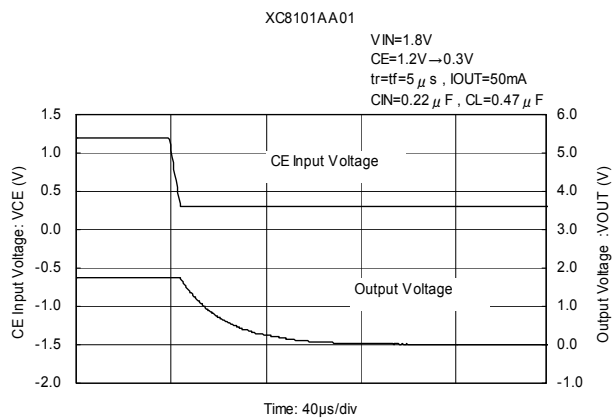 XC8101AA01
VIN=1.8V
CE=1.2V→0.3V
tr=tf=5μs , IOUT=50mA
CIN=0.22μF , CL=0.47μF
CE Input Voltage: VCE (V)
1.5
1.0
0.5
0.0
-0.5
-1.0
-1.5
-2.0
CE Input Voltage
Output Voltage
6.0
5.0
4.0
3.0
2.0
1.0
0.0
-1.0
Output Voltage :VOUT (V)
Time: 40μs/div